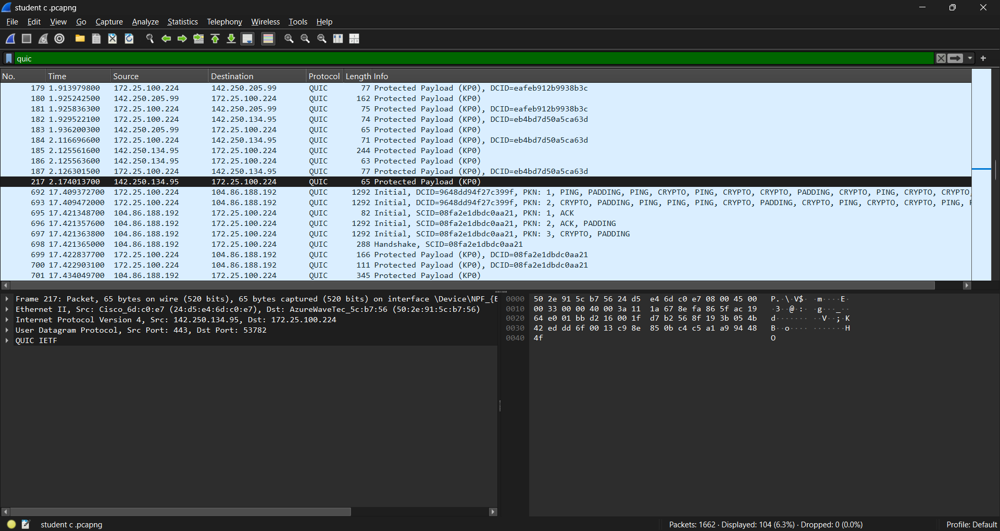 student c .pcapng
File Edit View Go Capture Analyze Statistics Telephony Wireless Tools Help
quic
No. Time Source Destination Protocol Length Info
179 1.913979800 172.25.100.224 142.250.205.99 QUIC 77 Protected Payload (KP0), DCID=eafeb912b9938b3c
180 1.925242500 142.250.205.99 172.25.100.224 QUIC 162 Protected Payload (KP0)
181 1.925836300 172.25.100.224 142.250.205.99 QUIC 75 Protected Payload (KP0), DCID=eafeb912b9938b3c
182 1.929522100 172.25.100.224 142.250.134.95 QUIC 74 Protected Payload (KP0), DCID=eb4bd7d50a5ca63d
183 1.936200300 142.250.205.99 172.25.100.224 QUIC 65 Protected Payload (KP0)
184 2.116696600 172.25.100.224 142.250.134.95 QUIC 71 Protected Payload (KP0), DCID=eb4bd7d50a5ca63d
185 2.125561600 142.250.134.95 172.25.100.224 QUIC 244 Protected Payload (KP0)
186 2.125563600 142.250.134.95 172.25.100.224 QUIC 63 Protected Payload (KP0)
187 2.126301500 172.25.100.224 142.250.134.95 QUIC 77 Protected Payload (KP0), DCID=eb4bd7d50a5ca63d
217 2.174013700 142.250.134.95 172.25.100.224 QUIC 65 Protected Payload (KP0)
692 17.409372700 172.25.100.224 104.86.188.192 QUIC 1292 Initial, DCID=9648dd94f27c399f, PKN: 1, PING, PADDING, PING, CRYPTO, PING, CRYPTO, CRYPTO, PADDING, CRYPTO, PING, CRYPTO, CRYPTO,
693 17.409472000 172.25.100.224 104.86.188.192 QUIC 1292 Initial, DCID=9648dd94f27c399f, PKN: 2, CRYPTO, PADDING, PING, PING, PING, CRYPTO, PADDING, CRYPTO, PING, CRYPTO, CRYPTO, PING,
695 17.421348700 104.86.188.192 172.25.100.224 QUIC 82 Initial, SCID=08fa2e1dbdc0aa21, PKN: 1, ACK
696 17.421357600 104.86.188.192 172.25.100.224 QUIC 1292 Initial, SCID=08fa2e1dbdc0aa21, PKN: 2, ACK, PADDING
697 17.421363800 104.86.188.192 172.25.100.224 QUIC 1292 Initial, SCID=08fa2e1dbdc0aa21, PKN: 3, CRYPTO, PADDING
698 17.421365000 104.86.188.192 172.25.100.224 QUIC 288 Handshake, SCID=08fa2e1dbdc0aa21
699 17.422837700 172.25.100.224 104.86.188.192 QUIC 166 Protected Payload (KP0), DCID=08fa2e1dbdc0aa21
700 17.422903100 172.25.100.224 104.86.188.192 QUIC 111 Protected Payload (KP0), DCID=08fa2e1dbdc0aa21
701 17.434049700 104.86.188.192 172.25.100.224 QUIC 345 Protected Payload (KP0)
Frame 217: Packet, 65 bytes on wire (520 bits), 65 bytes captured (520 bits) on interface \Device\NPF_{E
Ethernet II, Src: Cisco_6d:c0:e7 (24:d5:e4:6d:c0:e7), Dst: AzureWaveTec_5c:b7:56 (50:2e:91:5c:b7:56)
Internet Protocol Version 4, Src: 142.250.134.95, Dst: 172.25.100.224
User Datagram Protocol, Src Port: 443, Dst Port: 53782
QUIC IETF
0000 50 2e 91 5c b7 56 24 d5 e4 6d c0 e7 08 00 45 00 P.·\·V$· ·m····E·
0010 00 33 00 00 40 00 3a 11 1a 67 8e fa 86 5f ac 19 ·3··@·:· ·g···_··
0020 64 e0 01 bb d2 16 00 1f d7 b2 56 8f 19 3b 05 4b d······· ··V··;·K
0030 42 ed dd 6f 00 13 c9 8e 85 0b c4 c5 a1 a9 94 48 B··o···· ·······H
0040 4f O
student c .pcapng
Packets: 1662 · Displayed: 104 (6.3%) · Dropped: 0 (0.0%)
Profile: Default